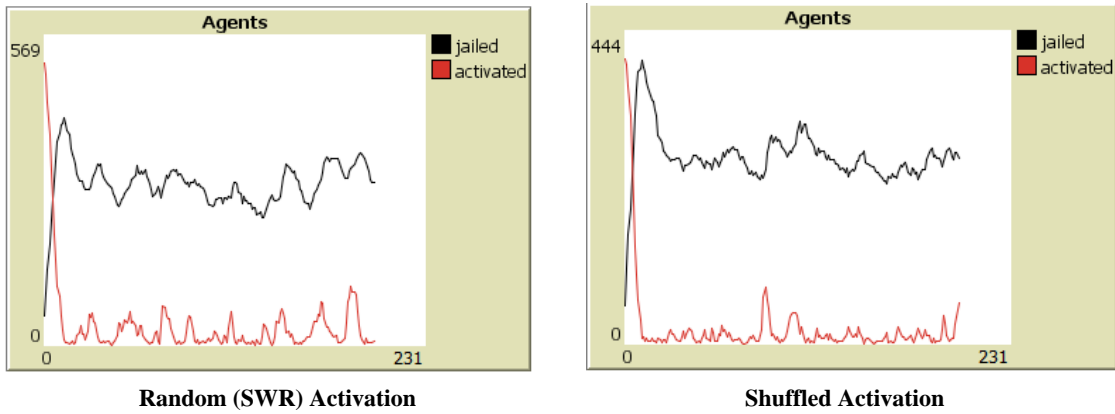 Agents
569
jailed
activated
0
0
231
Random (SWR) Activation
Agents
444
jailed
activated
0
0
231
Shuffled Activation